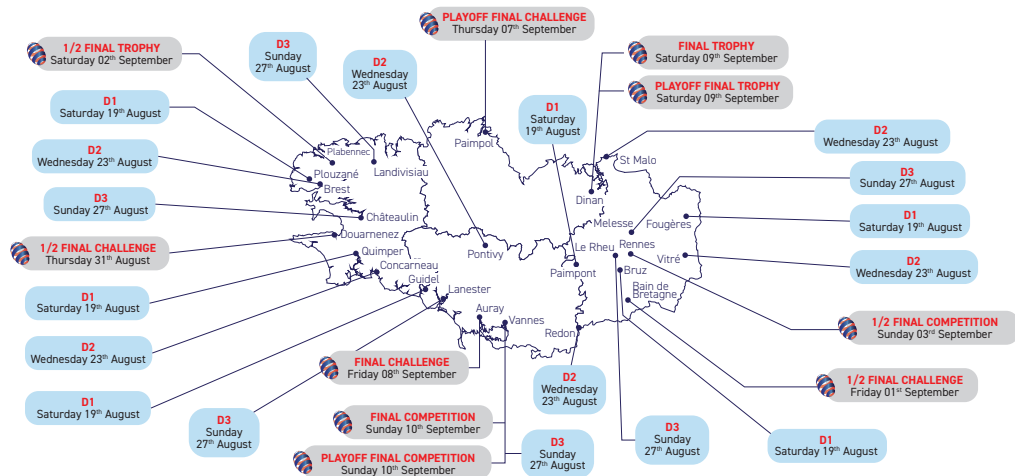 PLAYOFF FINAL CHALLENGE
Thursday 07th September
1/2 FINAL TROPHY
Saturday 02th September
D3
Sunday
27th August
D2
Wednesday
23th August
FINAL TROPHY
Saturday 09th September
PLAYOFF FINAL TROPHY
Saturday 09th September
D1
Saturday 19th August
D1
Saturday
19th August
D2
Wednesday 23th August
D2
Wednesday 23th August
D3
Sunday 27th August
D3
Sunday 27th August
D1
Saturday 19th August
1/2 FINAL CHALLENGE
Thursday 31th August
D2
Wednesday 23th August
D1
Saturday 19th August
1/2 FINAL COMPETITION
Sunday 03rd September
D2
Wednesday 23th August
1/2 FINAL CHALLENGE
Friday 01st September
D1
Saturday 19th August
D3
Sunday
27th August
FINAL CHALLENGE
Friday 08th September
FINAL COMPETITION
Sunday 10th September
PLAYOFF FINAL COMPETITION
Sunday 10th September
D2
Wednesday
23th August
D3
Sunday
27th August
D3
Sunday
27th August
D1
Saturday 19th August
Paimpol
Plabennec
Landivisiau
Plouzané
Brest
St Malo
Dinan
Châteaulin
Douarnenez
Melesse
Fougères
Quimper
Pontivy
Le Rheu
Rennes
Vitré
Concarneau
Paimpont
Bruz
Guidel
Lanester
Bain de
Bretagne
Auray
Vannes
Redon